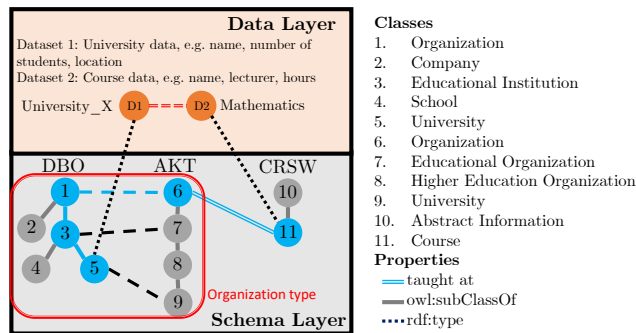 Data Layer
Dataset 1: University data, e.g. name, number of
students, location
Dataset 2: Course data, e.g. name, lecturer, hours
University_X
D1
D2
Mathematics
DBO
AKT
CRSW
1
6
10
2
3
7
11
4
5
8
9
Organization type
Schema Layer
Classes
1. Organization
2. Company
3. Educational Institution
4. School
5. University
6. Organization
7. Educational Organization
8. Higher Education Organization
9. University
10. Abstract Information
11. Course
Properties
taught at
owl:subClassOf
rdf:type